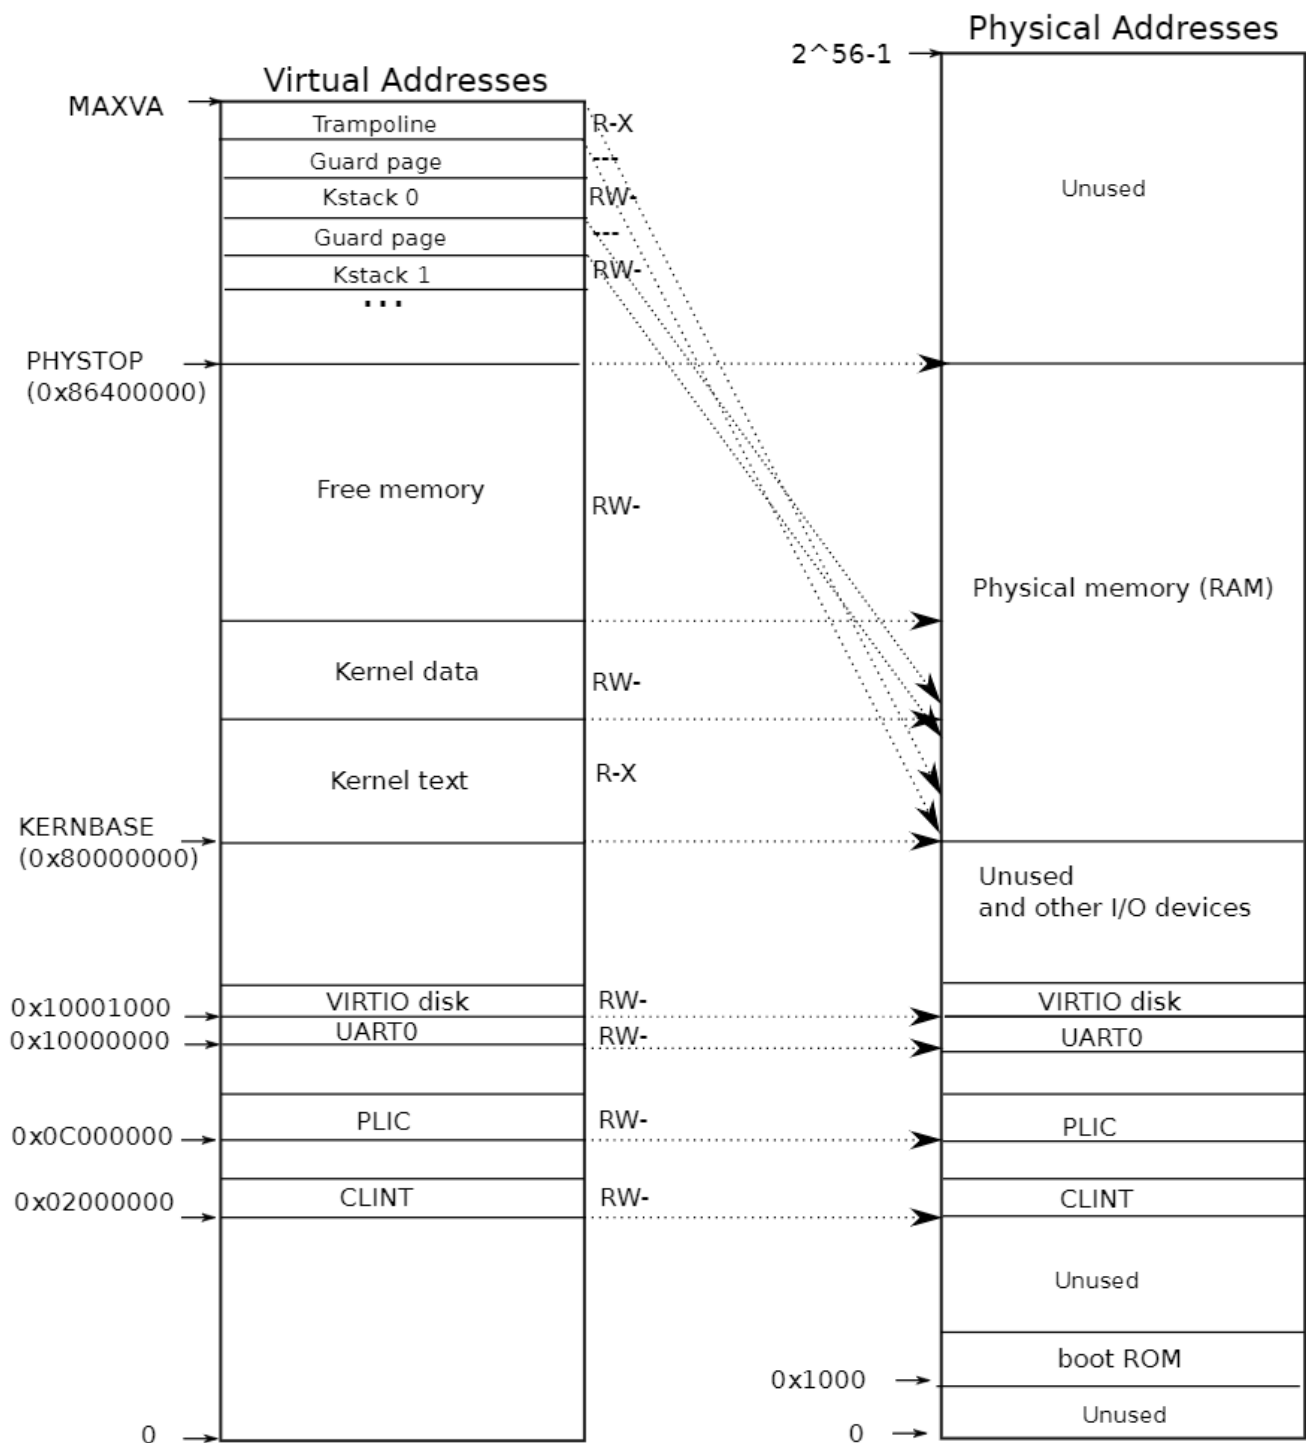 Physical Addresses
2^56-1
Virtual Addresses
MAXVA
Trampoline
R-X
Guard page
---
Unused
Kstack 0
RW-
Guard page
---
Kstack 1
RW-
...
PHYSTOP
(0x86400000)
Free memory
RW-
Physical memory (RAM)
Kernel data
RW-
Kernel text
R-X
KERNBASE
(0x80000000)
Unused
and other I/O devices
0x10001000
VIRTIO disk
RW-
VIRTIO disk
0x10000000
UART0
RW-
UART0
0x0C000000
PLIC
RW-
PLIC
0x02000000
CLINT
RW-
CLINT
Unused
boot ROM
0x1000
Unused
0
0